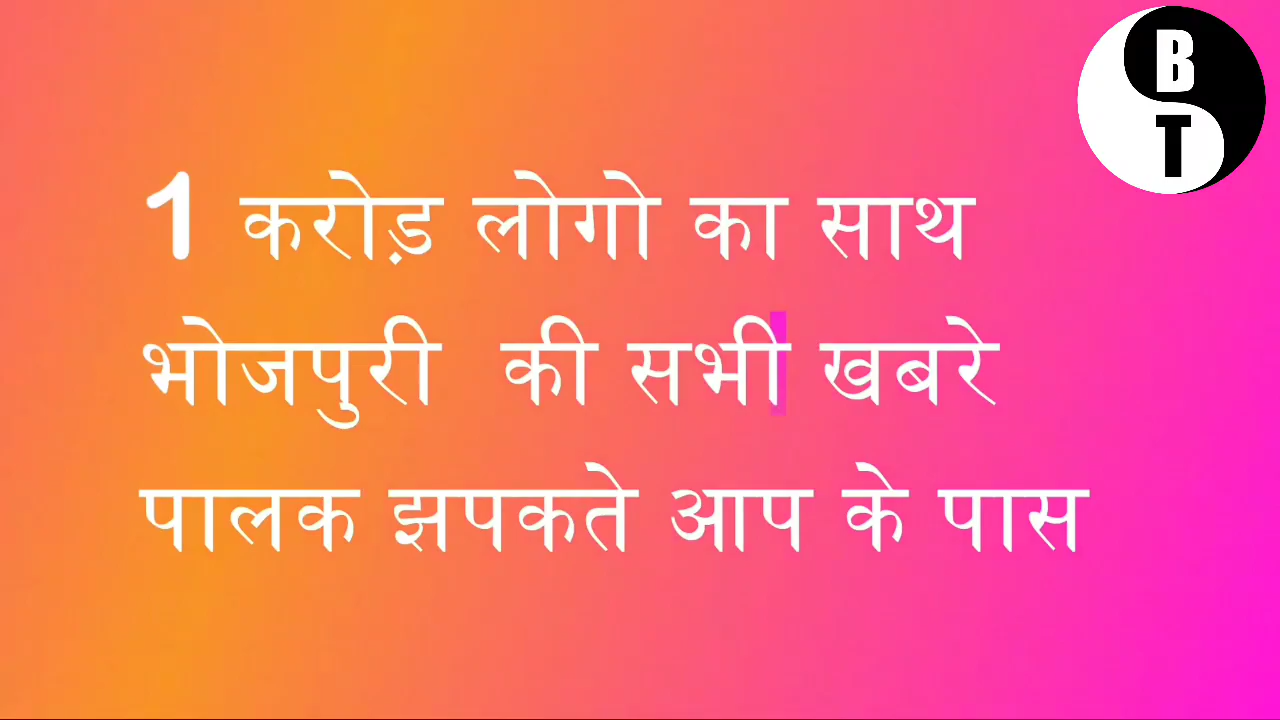 B
T
1 करोड़ लोगो का साथ
भोजपुरी की सभी खबरे
पालक झपकते आप के पास